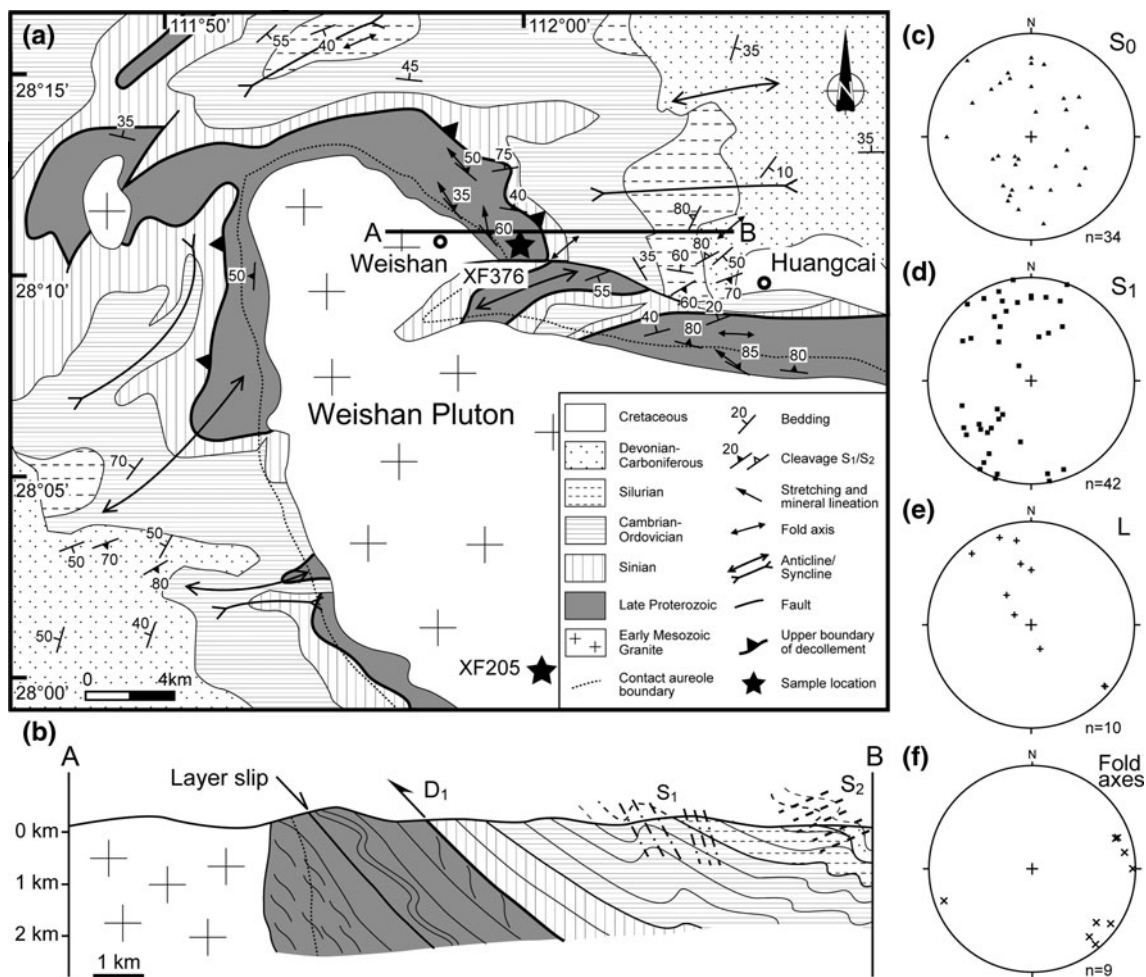 (a)
111°50'
112°00'
28°15'
28°10'
28°05'
28°00'
55
40
45
35
35
35
10
50
75
35
40
60
80
80
80
35
60
50
60
70
20
55
40
80
85
80
50
70
50
70
50
80
50
40
N
A
B
Weishan
XF376
Huangcai
Weishan Pluton
XF205
0
4km
Cretaceous
Devonian-
Carboniferous
Silurian
Cambrian-
Ordovician
Sinian
Late Proterozoic
Early Mesozoic
Granite
Contact aureole
boundary
20
Bedding
20
Cleavage S₁/S₂
Stretching and
mineral lineation
Fold axis
Anticline/
Syncline
Fault
Upper boundary
of decollement
Sample location
(b)
A
B
Layer slip
D₁
S₁
S₂
0 km
1 km
2 km
1 km
(c)
N
S₀
n=34
(d)
N
S₁
n=42
(e)
N
L
n=10
(f)
N
Fold
axes
n=9